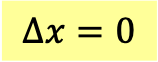 Δx = 0